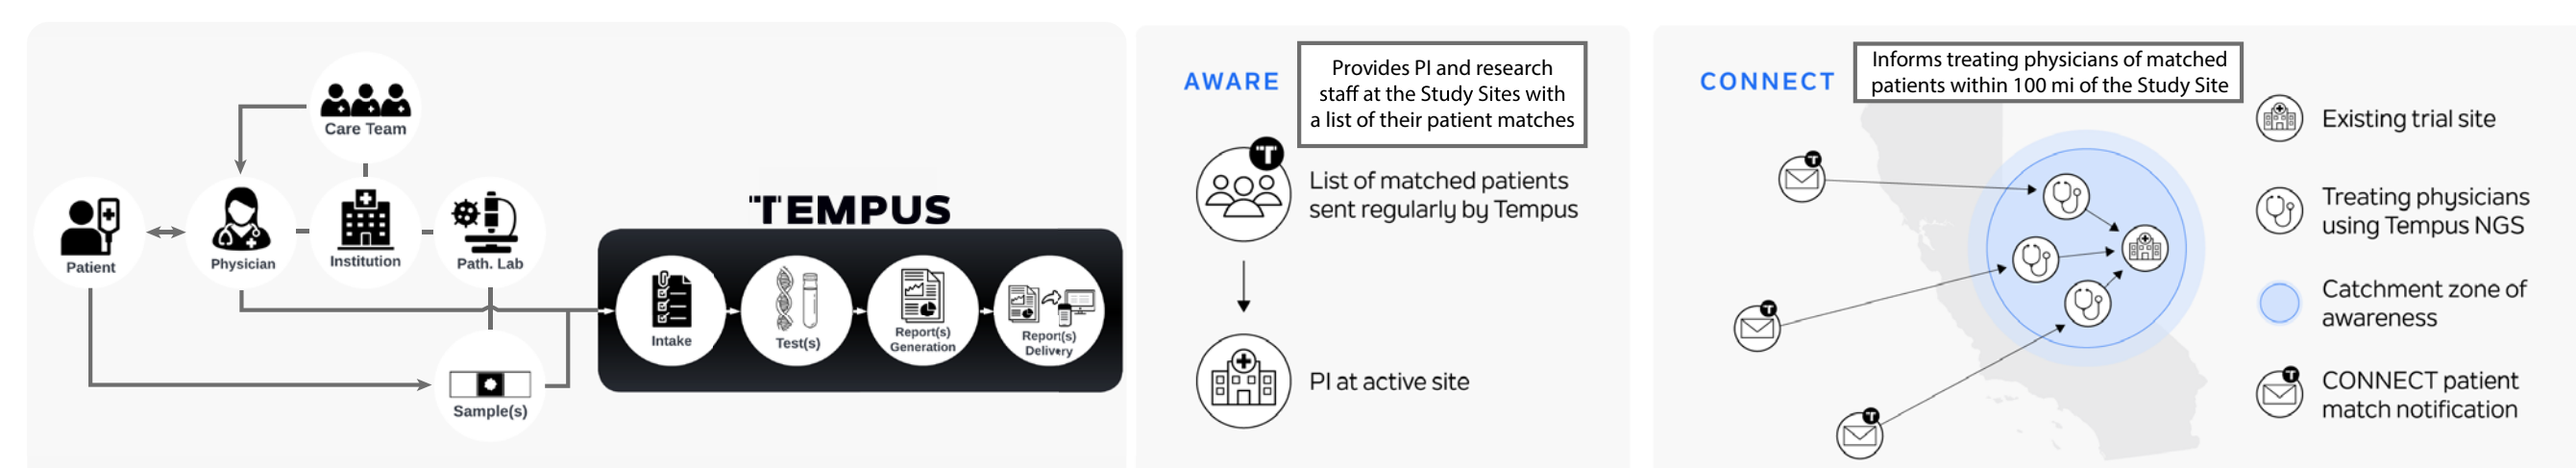 Care Team
Patient
Physician
Institution
Path. Lab
Sample(s)
TEMPUS
Intake
Test(s)
Report(s)
Generation
Report(s)
Delivery
AWARE
Provides PI and research
staff at the Study Sites with
a list of their patient matches
T
List of matched patients
sent regularly by Tempus
PI at active site
CONNECT
Informs treating physicians of matched
patients within 100 mi of the Study Site
T
T
T
Existing trial site
Treating physicians
using Tempus NGS
Catchment zone of
awareness
T
CONNECT patient
match notification